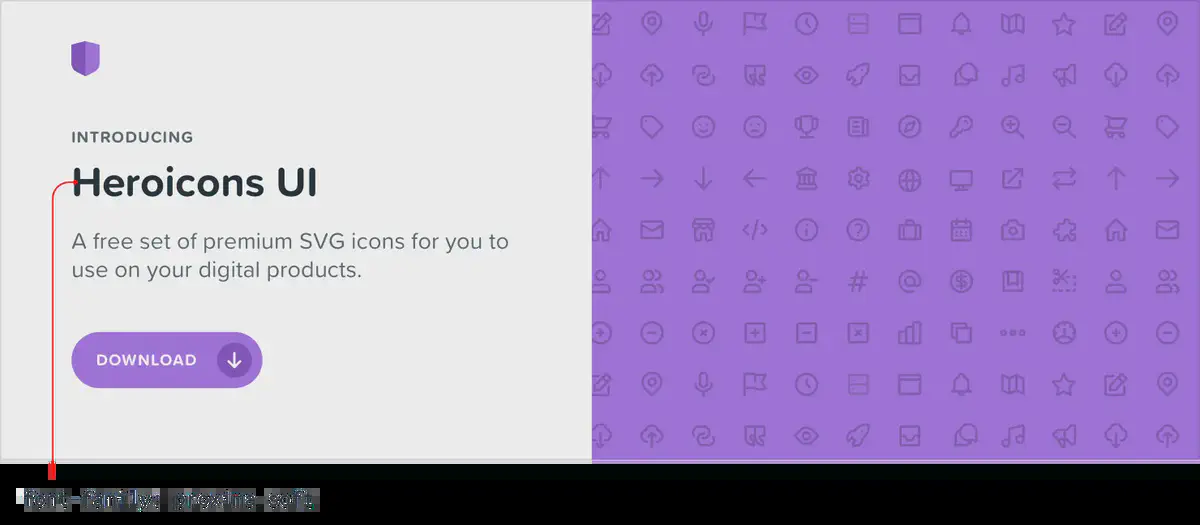 INTRODUCING
Heroicons UI
A free set of premium SVG icons for you to
use on your digital products.
DOWNLOAD
font-family: proxima-soft